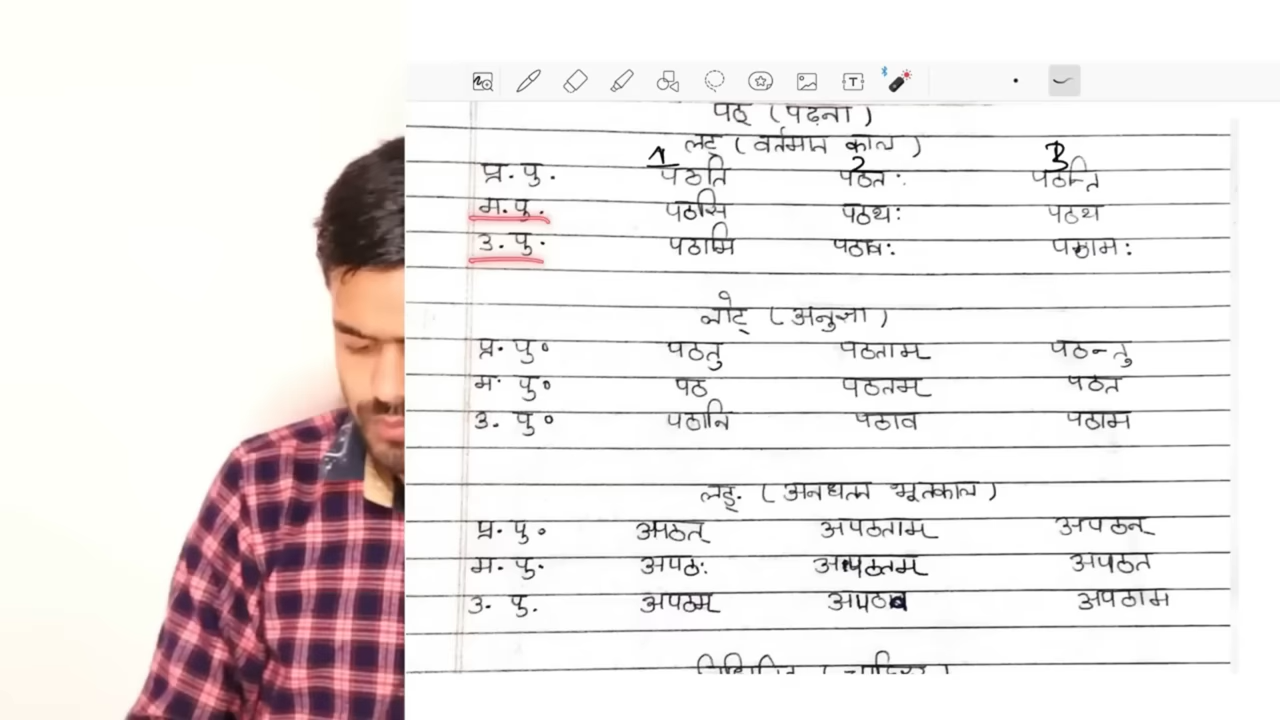 पठ् (पढ़ना)
लट् (वर्तमान काल)
1 2 3
प्र. पु. पठति पठत: पठन्ति
म. पु. पठसि पठथ: पठथ
उ. पु. पठामि पठाव: पठाम:
लोट् (अनुज्ञा)
प्र. पु॰ पठतु पठताम् पठन्तु
म. पु॰ पठ पठतम् पठत
उ. पु॰ पठानि पठाव पठाम
लङ्. (अनधतन भूतकाल)
प्र. पु॰ अपठत् अपठताम् अपठन्
म. पु. अपठ: अपठतम् अपठत
उ. पु. अपठम् अपठाव अपठाम